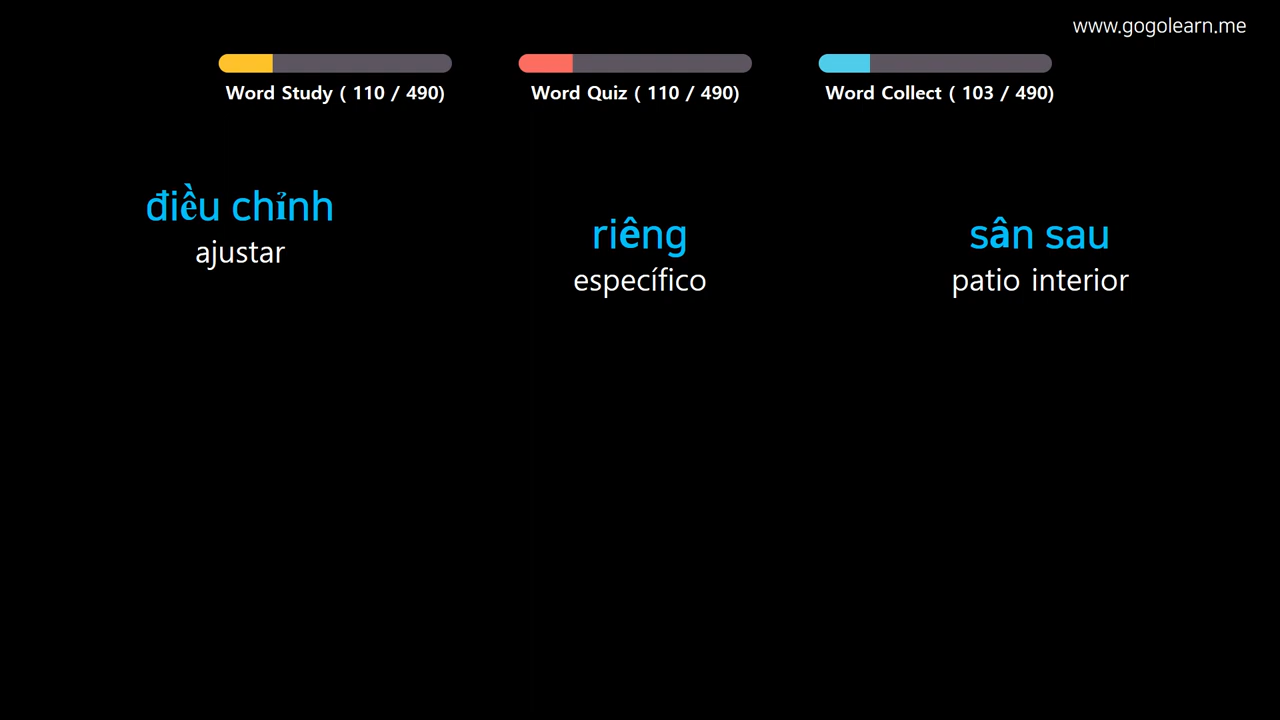 www.gogolearn.me
Word Study ( 110 / 490)
Word Quiz ( 110 / 490)
Word Collect ( 103 / 490)
điều chỉnh
ajustar
riêng
específico
sân sau
patio interior